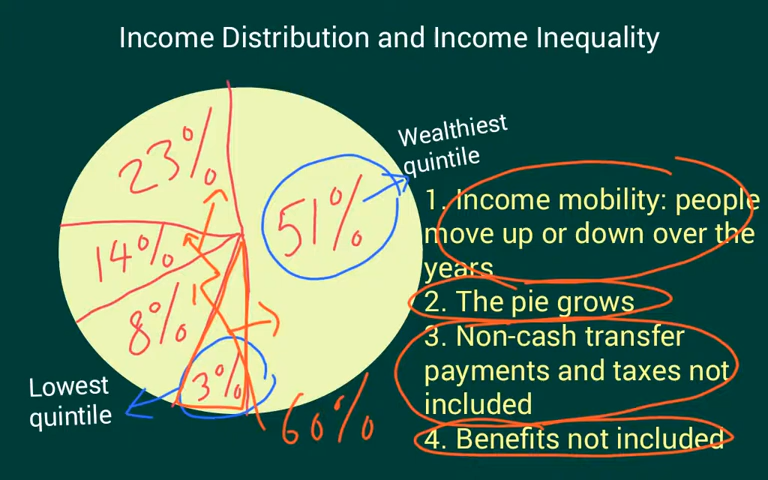 Income Distribution and Income Inequality
23%
14%
8%
3%
51%
60%
Wealthiest
quintile
Lowest
quintile
1. Income mobility: people
move up or down over the
years
2. The pie grows
3. Non-cash transfer
payments and taxes not
included
4. Benefits not included